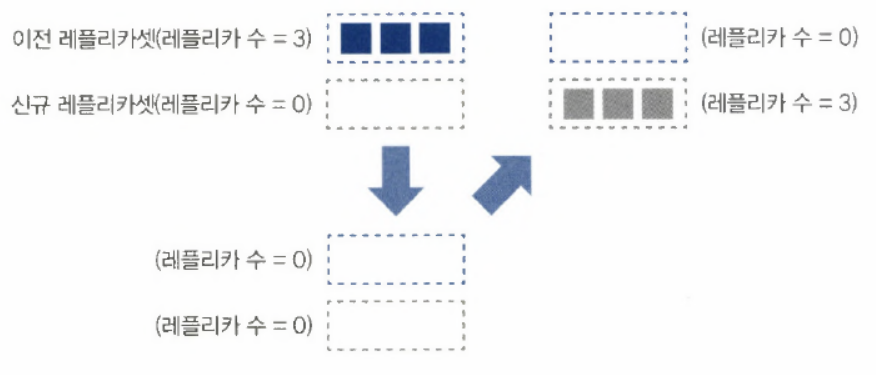 이전 레플리카셋(레플리카 수 = 3)
(레플리카 수 = 0)
신규 레플리카셋(레플리카 수 = 0)
(레플리카 수 = 3)
(레플리카 수 = 0)
(레플리카 수 = 0)